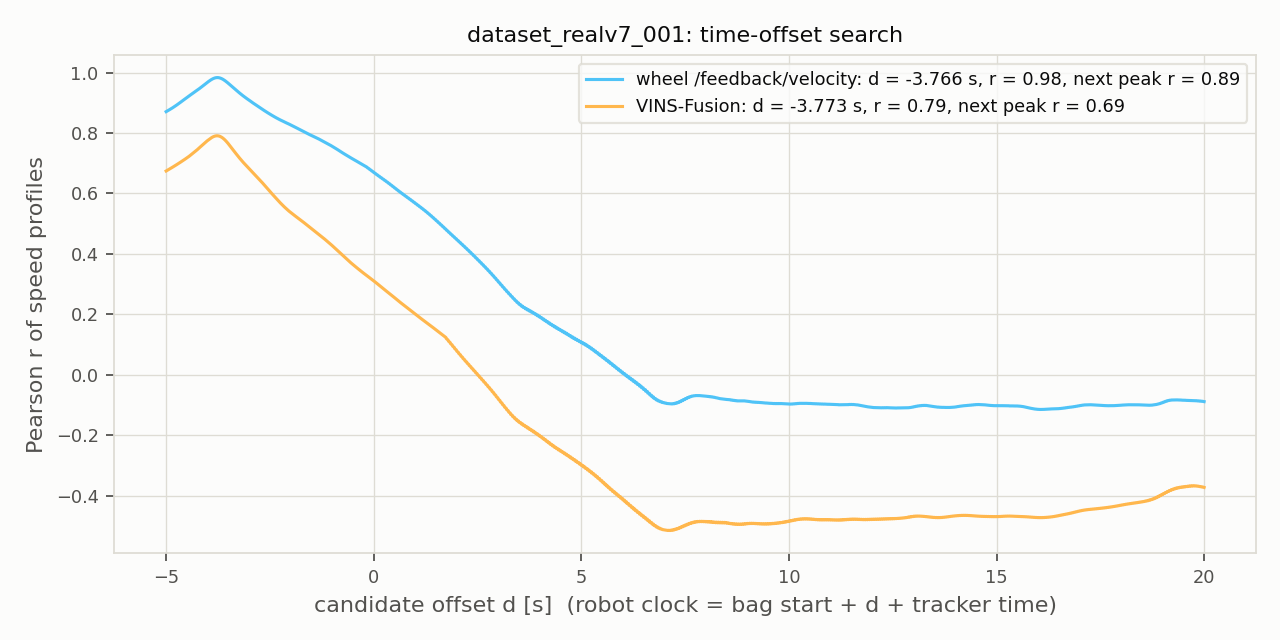 dataset_realv7_001: time-offset search
wheel /feedback/velocity: d = -3.766 s, r = 0.98, next peak r = 0.89
VINS-Fusion: d = -3.773 s, r = 0.79, next peak r = 0.69
Pearson r of speed profiles
1.0
0.8
0.6
0.4
0.2
0.0
−0.2
−0.4
−5
0
5
10
15
20
candidate offset d [s]  (robot clock = bag start + d + tracker time)